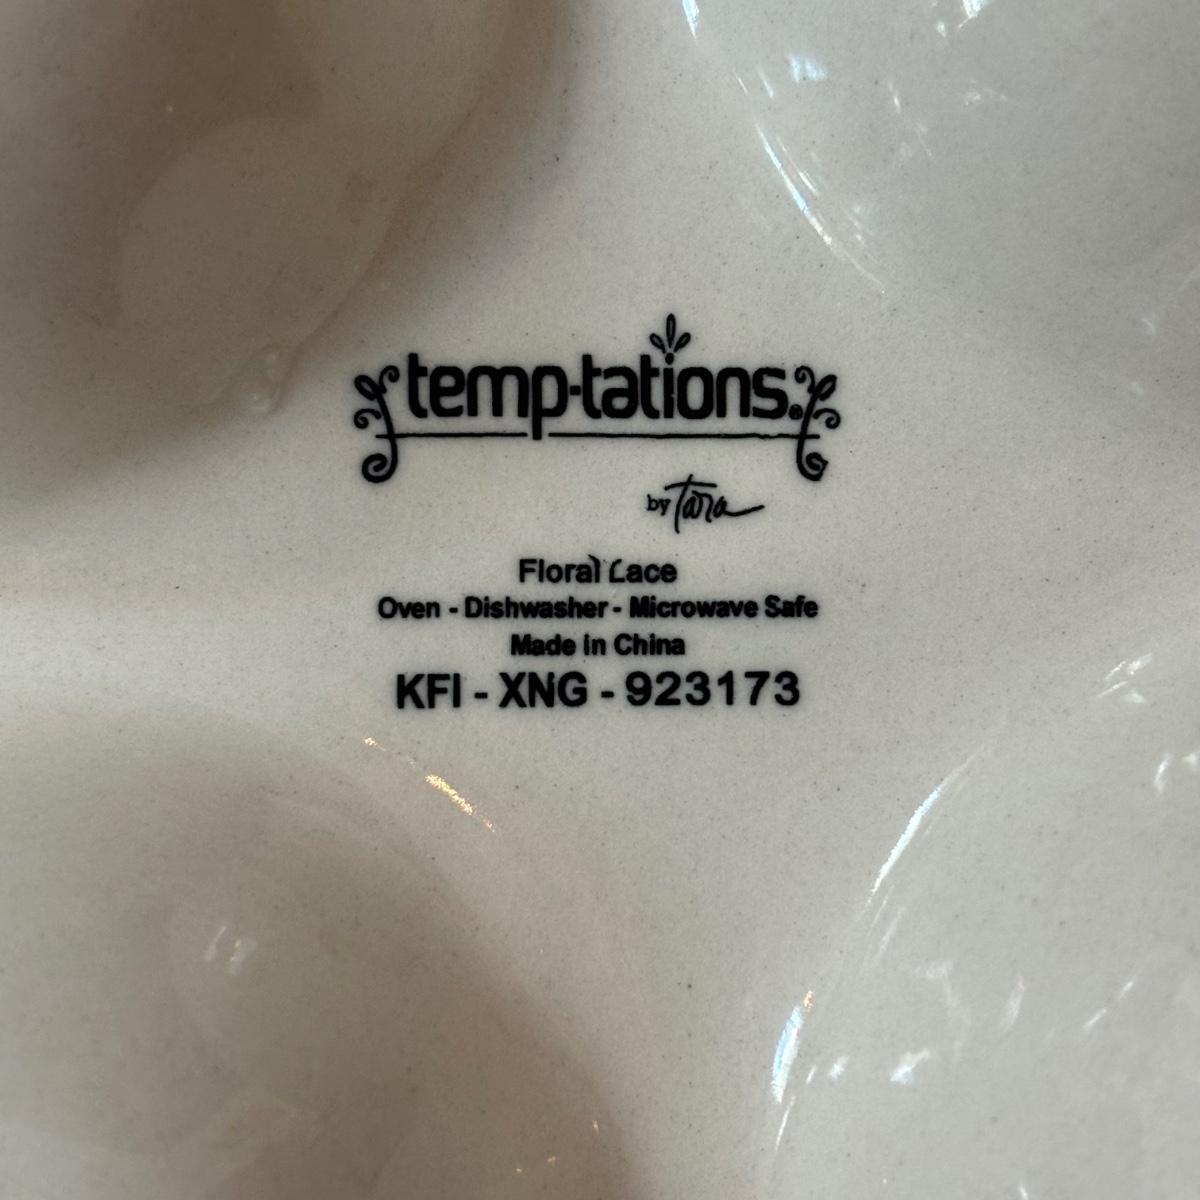 temp-tations®
by Tara
Floral Lace
Oven - Dishwasher - Microwave Safe
Made in China
KFI - XNG - 923173